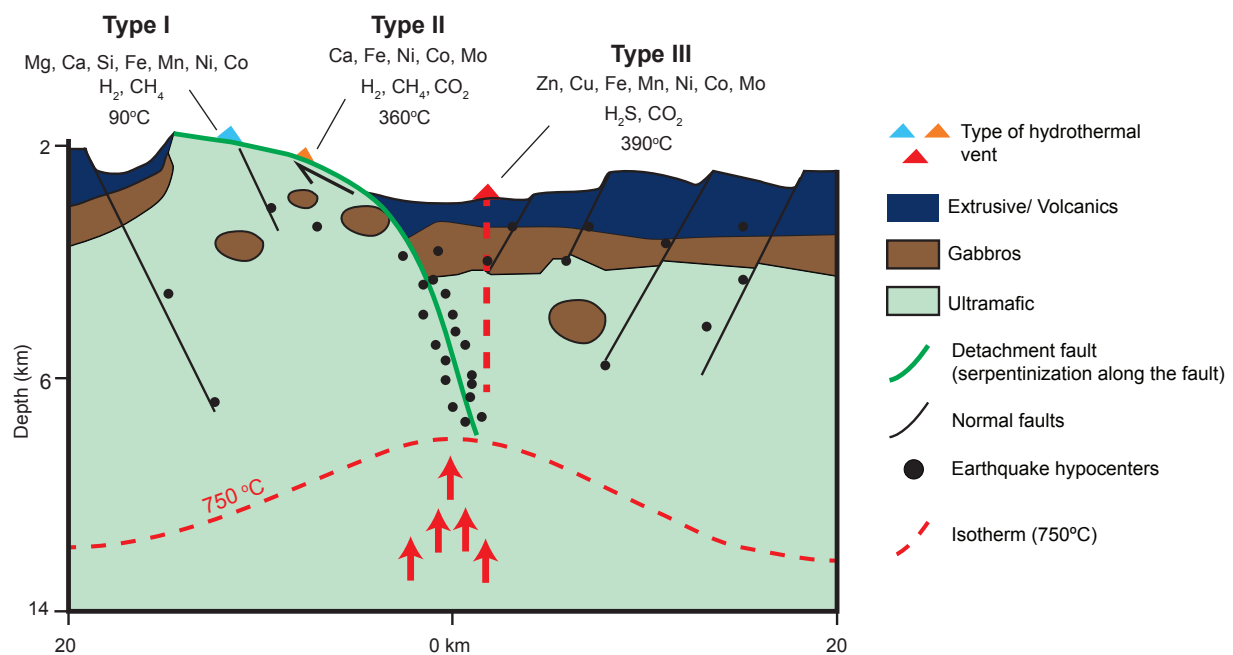 Type I
Mg, Ca, Si, Fe, Mn, Ni, Co
H₂, CH₄
90ºC
Type II
Ca, Fe, Ni, Co, Mo
H₂, CH₄, CO₂
360ºC
Type III
Zn, Cu, Fe, Mn, Ni, Co, Mo
H₂S, CO₂
390ºC
Depth (km)
2
6
14
750 ºC
20
0 km
20
Type of hydrothermal
vent
Extrusive/ Volcanics
Gabbros
Ultramafic
Detachment fault
(serpentinization along the fault)
Normal faults
Earthquake hypocenters
Isotherm (750ºC)